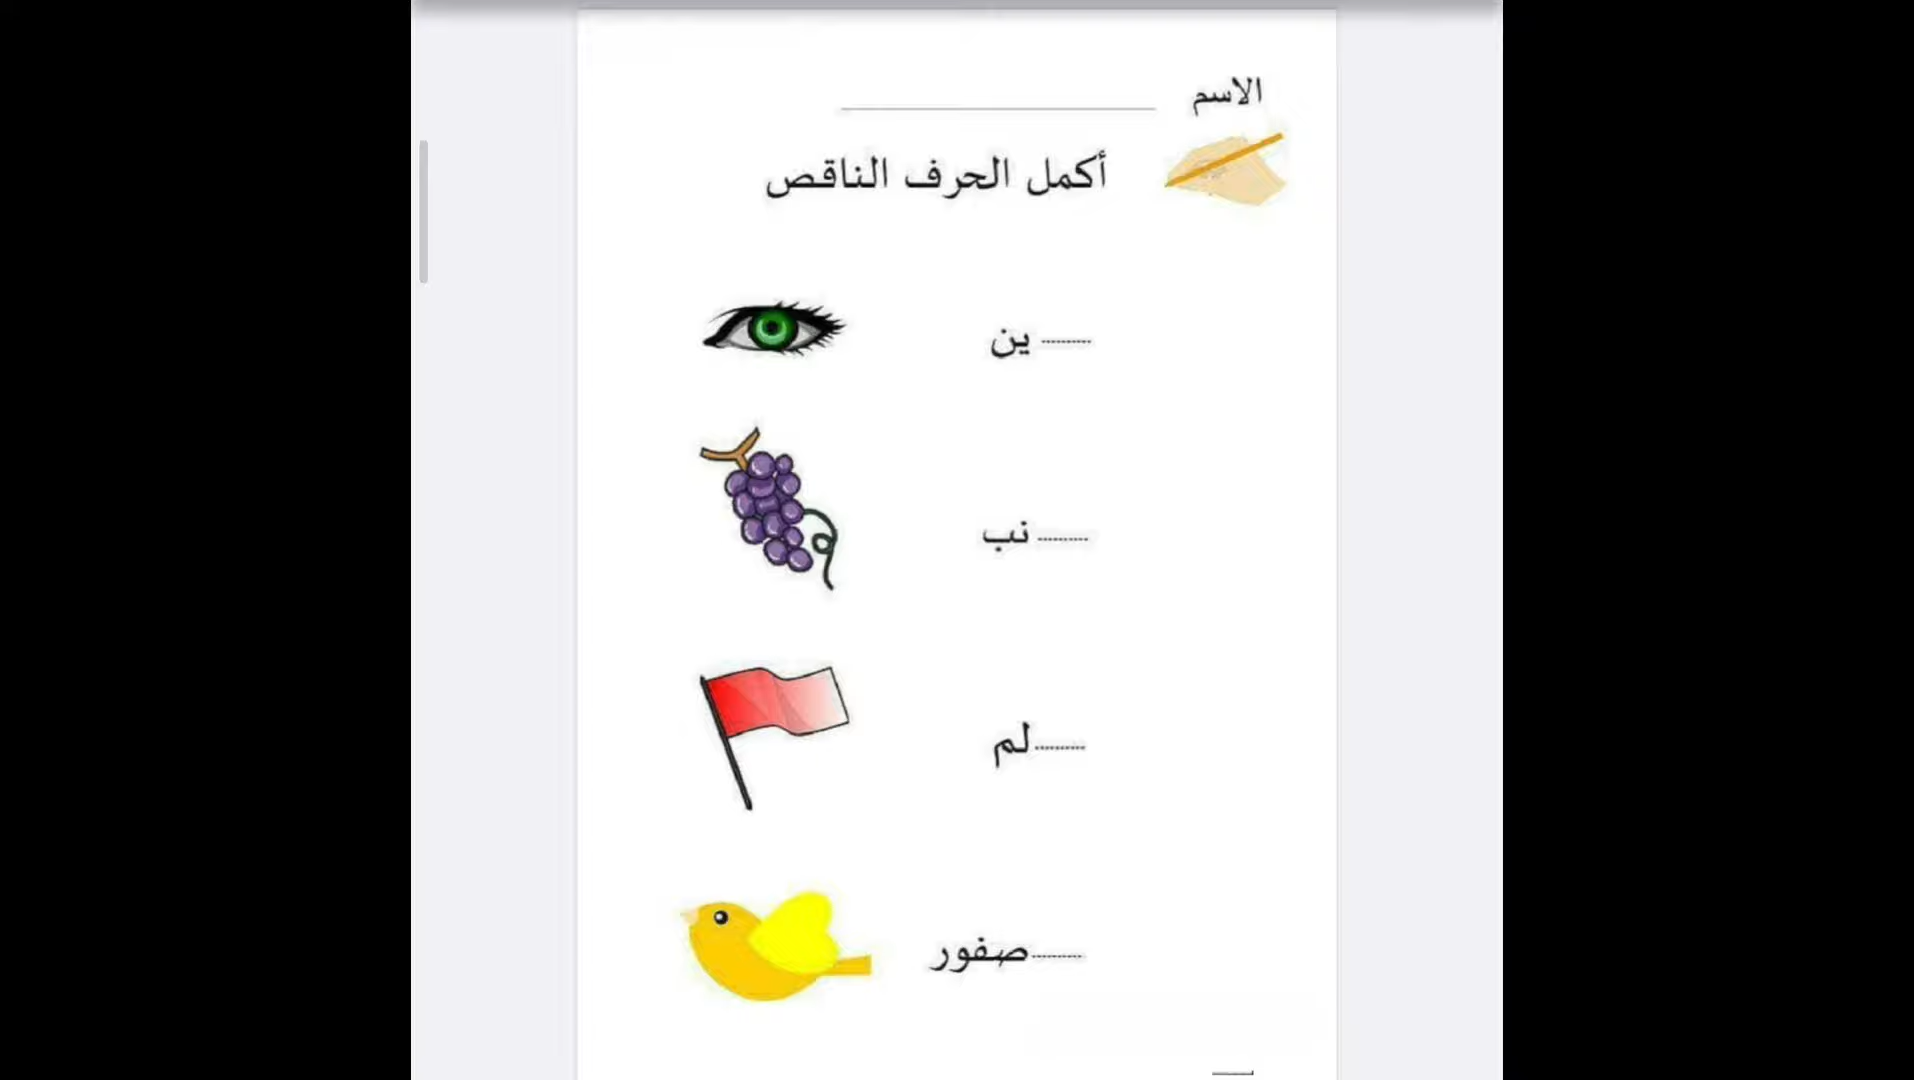 الاسم
أكمل الحرف الناقص
........ين
........نب
........لم
........صفور